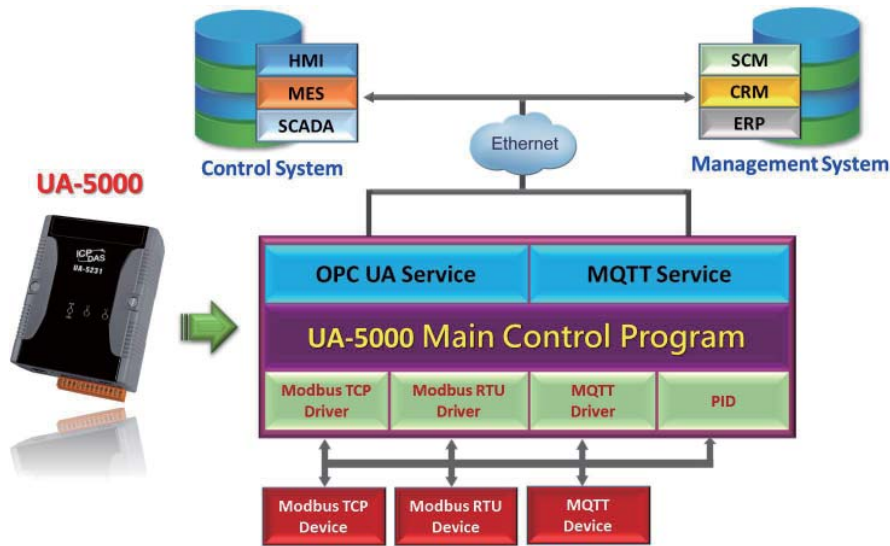 HMI
MES
SCADA
Control System
SCM
CRM
ERP
Management System
Ethernet
UA-5000
ICP DAS
UA-5231
OPC UA Service
MQTT Service
UA-5000 Main Control Program
Modbus TCP
Driver
Modbus RTU
Driver
MQTT
Driver
PID
Modbus TCP
Device
Modbus RTU
Device
MQTT
Device